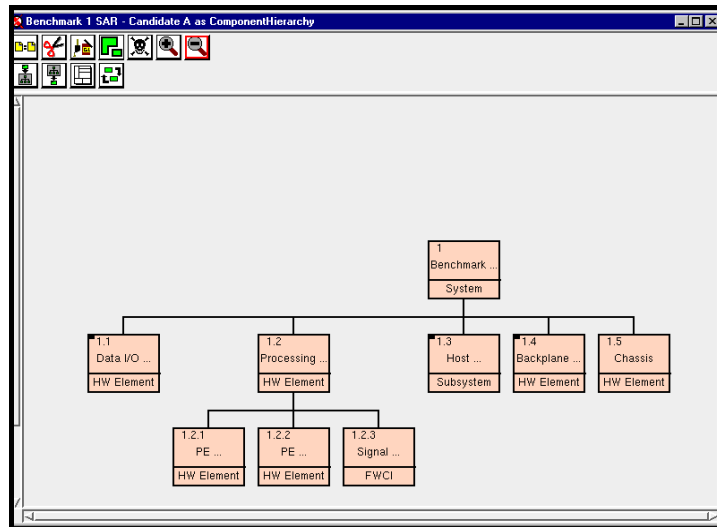 Benchmark 1 SAR - Candidate A as ComponentHierarchy
1
Benchmark ...
System
1.1
Data I/O ...
HW Element
1.2
Processing ...
HW Element
1.3
Host ...
Subsystem
1.4
Backplane ...
HW Element
1.5
Chassis
HW Element
1.2.1
PE ...
HW Element
1.2.2
PE ...
HW Element
1.2.3
Signal ...
FWCI